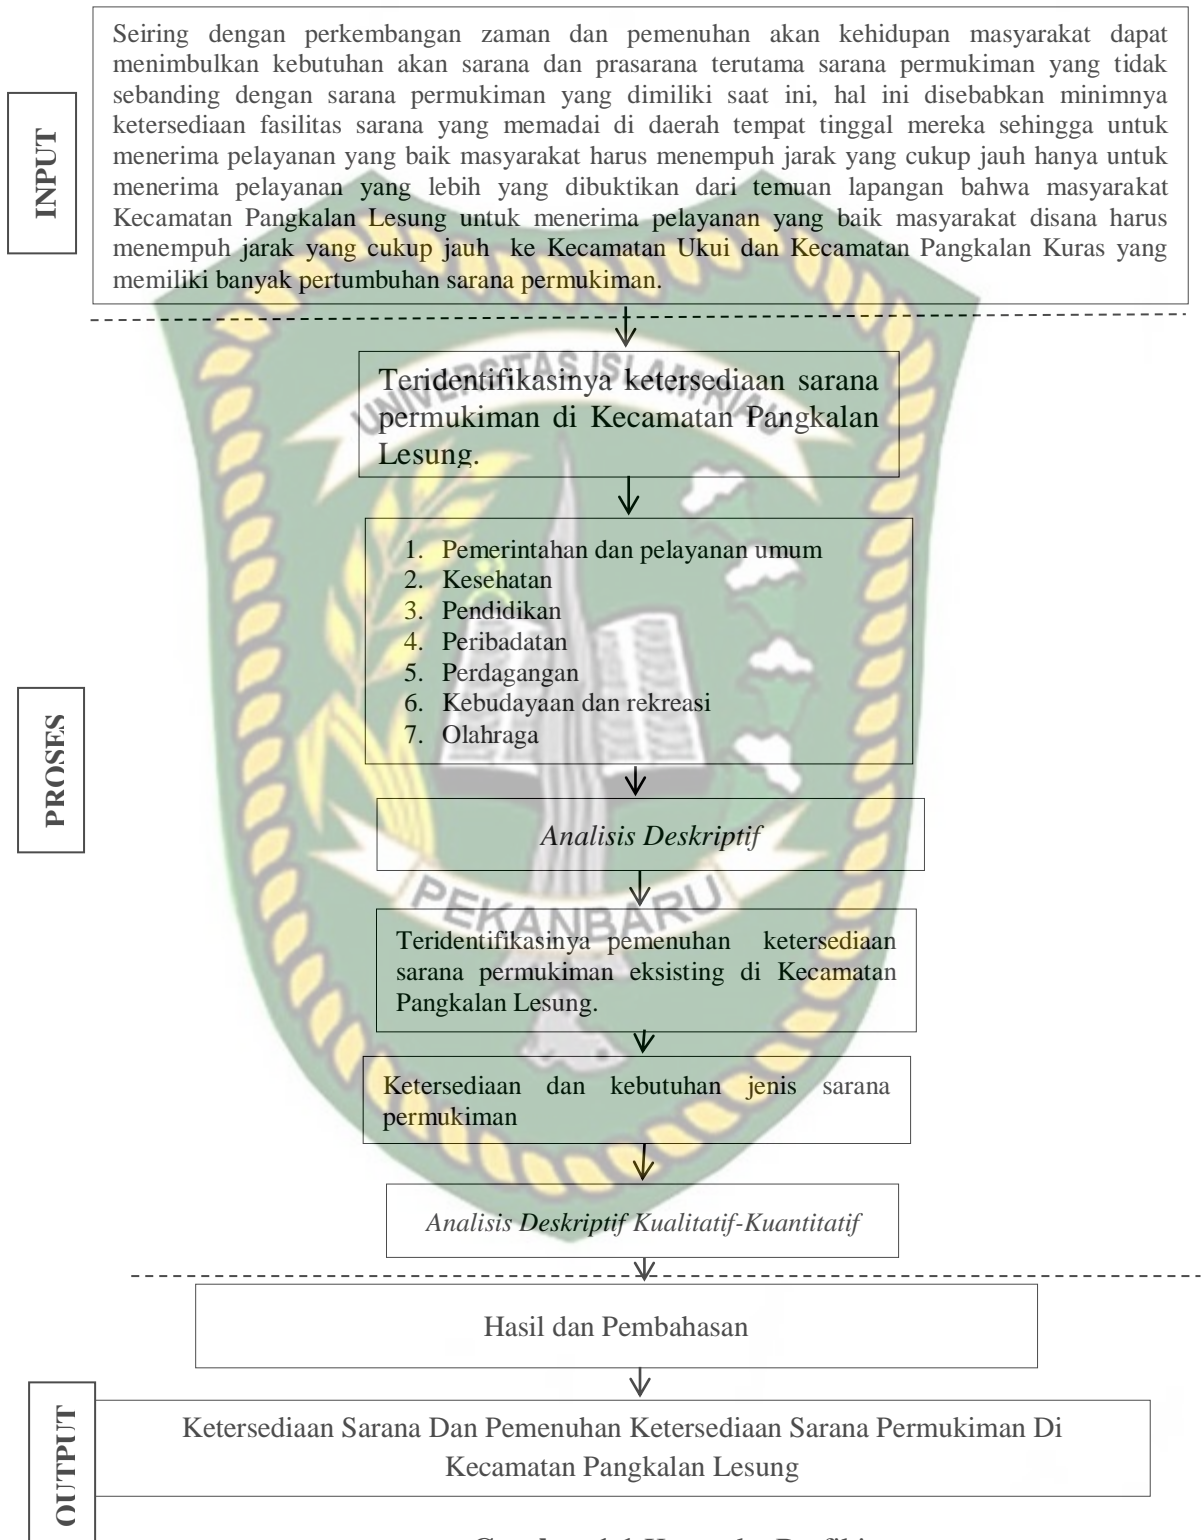 INPUT
Seiring dengan perkembangan zaman dan pemenuhan akan kehidupan masyarakat dapat
menimbulkan kebutuhan akan sarana dan prasarana terutama sarana permukiman yang tidak
sebanding dengan sarana permukiman yang dimiliki saat ini, hal ini disebabkan minimnya
ketersediaan fasilitas sarana yang memadai di daerah tempat tinggal mereka sehingga untuk
menerima pelayanan yang baik masyarakat harus menempuh jarak yang cukup jauh hanya untuk
menerima pelayanan yang lebih yang dibuktikan dari temuan lapangan bahwa masyarakat
Kecamatan Pangkalan Lesung untuk menerima pelayanan yang baik masyarakat disana harus
menempuh jarak yang cukup jauh ke Kecamatan Ukui dan Kecamatan Pangkalan Kuras yang
memiliki banyak pertumbuhan sarana permukiman.
UNIVERSITAS ISLAM RIAU
Teridentifikasinya ketersediaan sarana
permukiman di Kecamatan Pangkalan
Lesung.
PROSES
1. Pemerintahan dan pelayanan umum
2. Kesehatan
3. Pendidikan
4. Peribadatan
5. Perdagangan
6. Kebudayaan dan rekreasi
7. Olahraga
Analisis Deskriptif
PEKANBARU
Teridentifikasinya pemenuhan ketersediaan
sarana permukiman eksisting di Kecamatan
Pangkalan Lesung.
Ketersediaan dan kebutuhan jenis sarana
permukiman
Analisis Deskriptif Kualitatif-Kuantitatif
Hasil dan Pembahasan
OUTPUT
Ketersediaan Sarana Dan Pemenuhan Ketersediaan Sarana Permukiman Di
Kecamatan Pangkalan Lesung